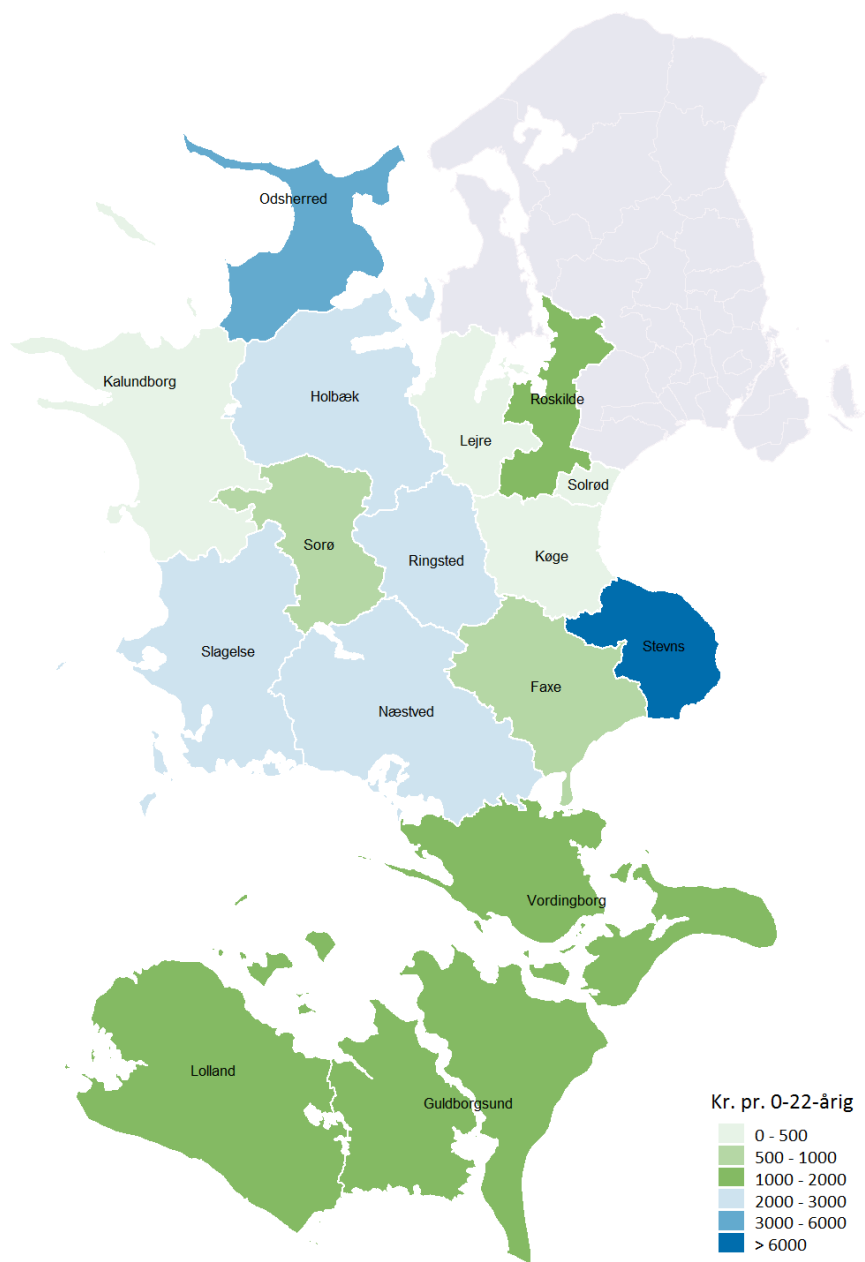 Odsherred
Kalundborg
Holbæk
Roskilde
Lejre
Solrød
Sorø
Ringsted
Køge
Slagelse
Stevns
Næstved
Faxe
Vordingborg
Lolland
Guldborgsund
Kr. pr. 0-22-årig
0 - 500
500 - 1000
1000 - 2000
2000 - 3000
3000 - 6000
> 6000